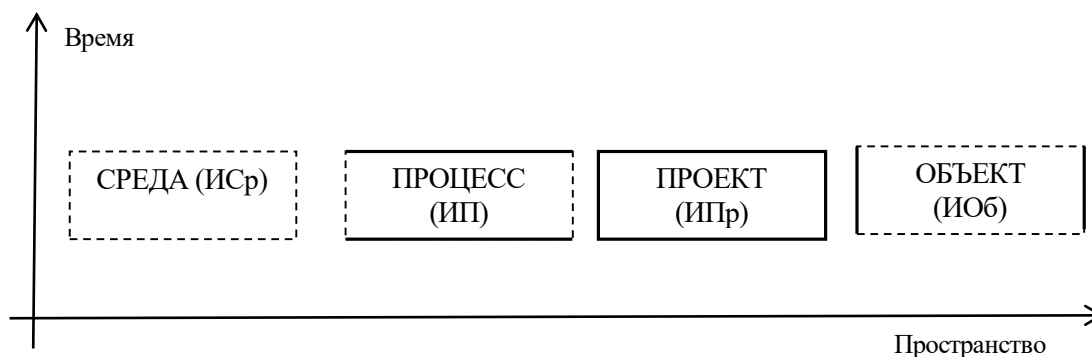 Время
СРЕДА (ИСр)
ПРОЦЕСС
(ИП)
ПРОЕКТ
(ИПр)
ОБЪЕКТ
(ИОб)
Пространство